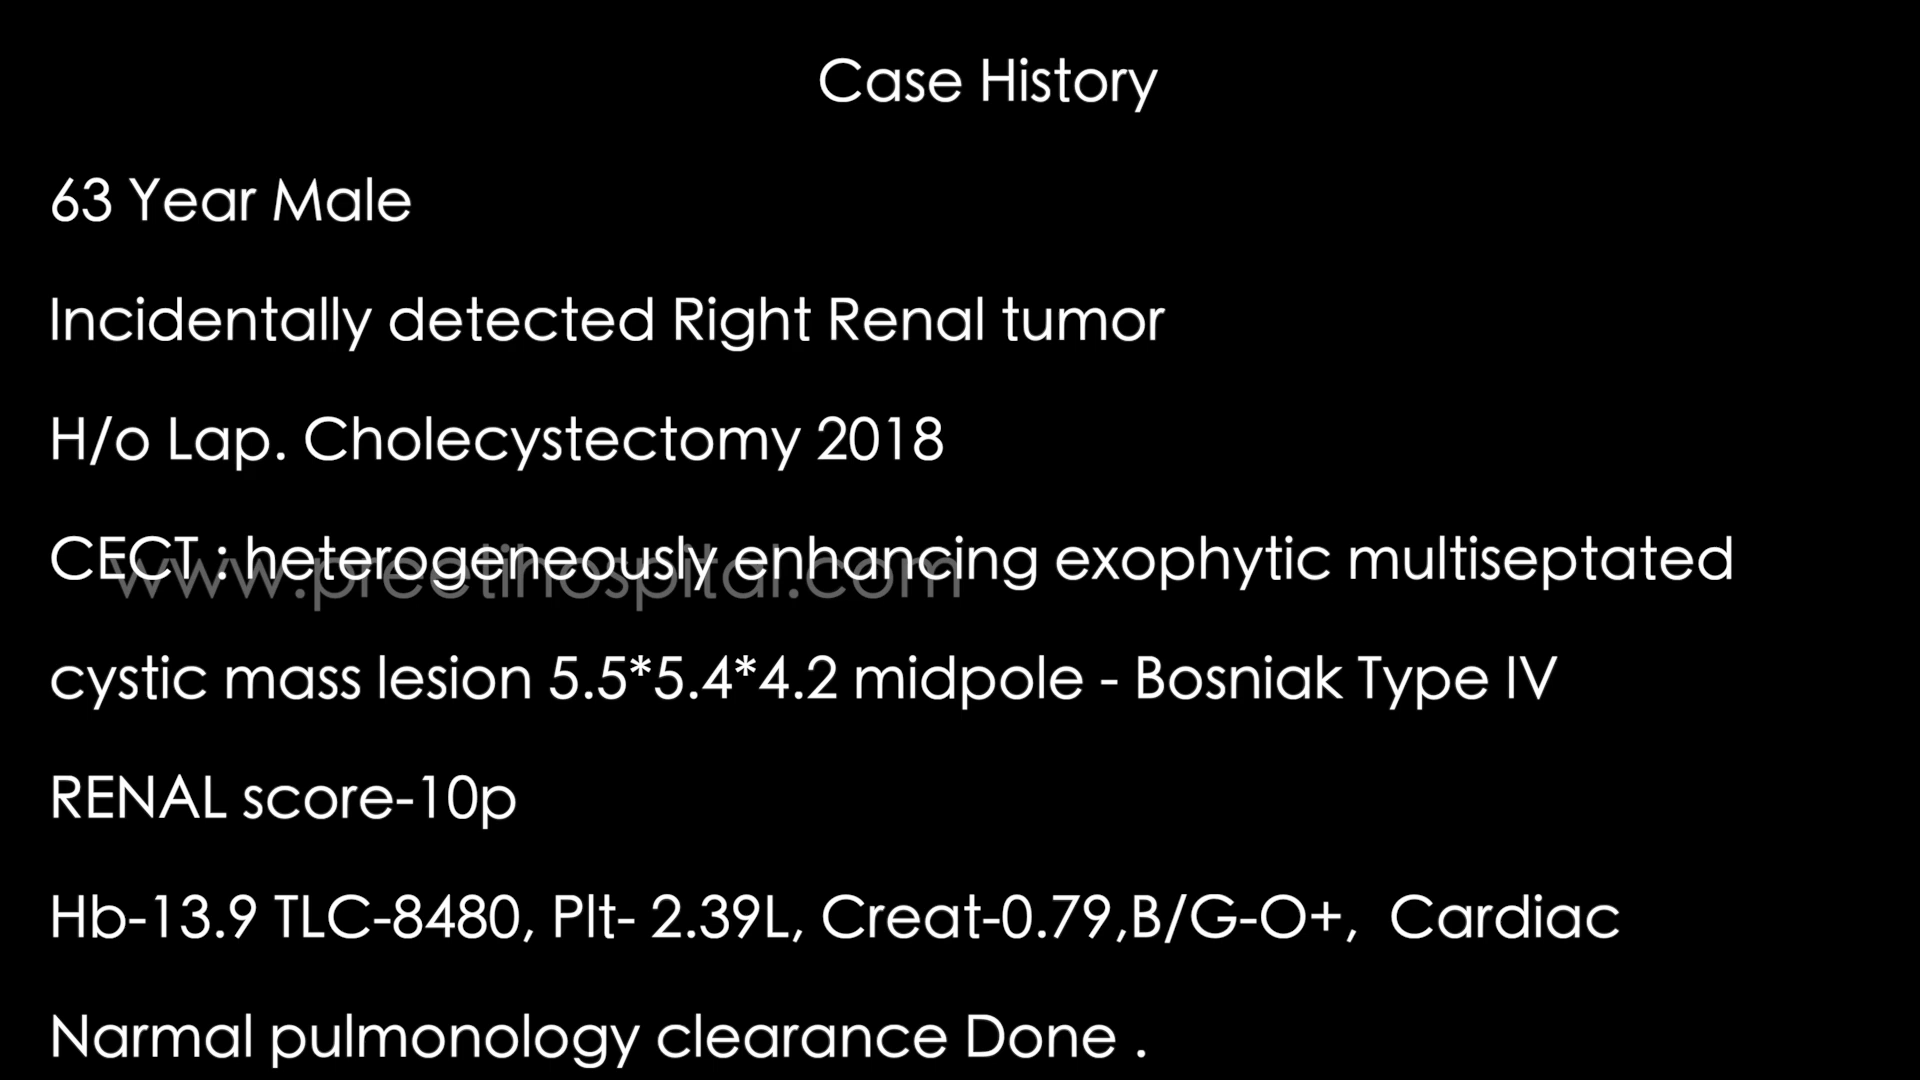 Case History
63 Year Male
Incidentally detected Right Renal tumor
H/o Lap. Cholecystectomy 2018
CECT : heterogeneously enhancing exophytic multiseptated
www.preetihospital.com
cystic mass lesion 5.5*5.4*4.2 midpole - Bosniak Type IV
RENAL score-10p
Hb-13.9 TLC-8480, Plt- 2.39L, Creat-0.79,B/G-O+, Cardiac
Narmal pulmonology clearance Done .